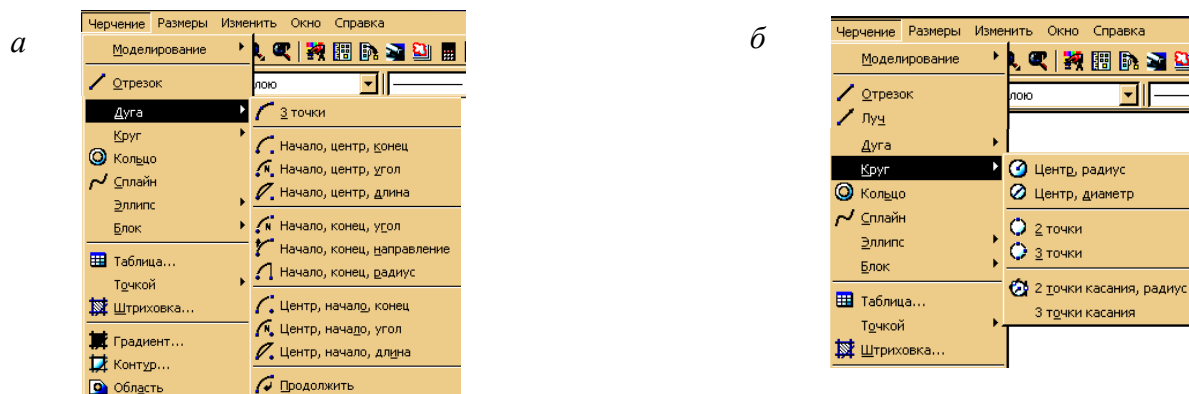 а
Черчение Размеры Изменить Окно Справка
Моделирование
Отрезок
лою
Дуга
Круг
Кольцо
Сплайн
Эллипс
Блок
Таблица...
Точкой
Штриховка...
Градиент...
Контур...
Область
3 точки
Начало, центр, конец
Начало, центр, угол
Начало, центр, длина
Начало, конец, угол
Начало, конец, направление
Начало, конец, радиус
Центр, начало, конец
Центр, начало, угол
Центр, начало, длина
Продолжить
б
Черчение Размеры Изменить Окно Справка
Моделирование
Отрезок
лою
Луч
Дуга
Круг
Кольцо
Сплайн
Эллипс
Блок
Таблица...
Точкой
Штриховка...
Центр, радиус
Центр, диаметр
2 точки
3 точки
2 точки касания, радиус
3 точки касания